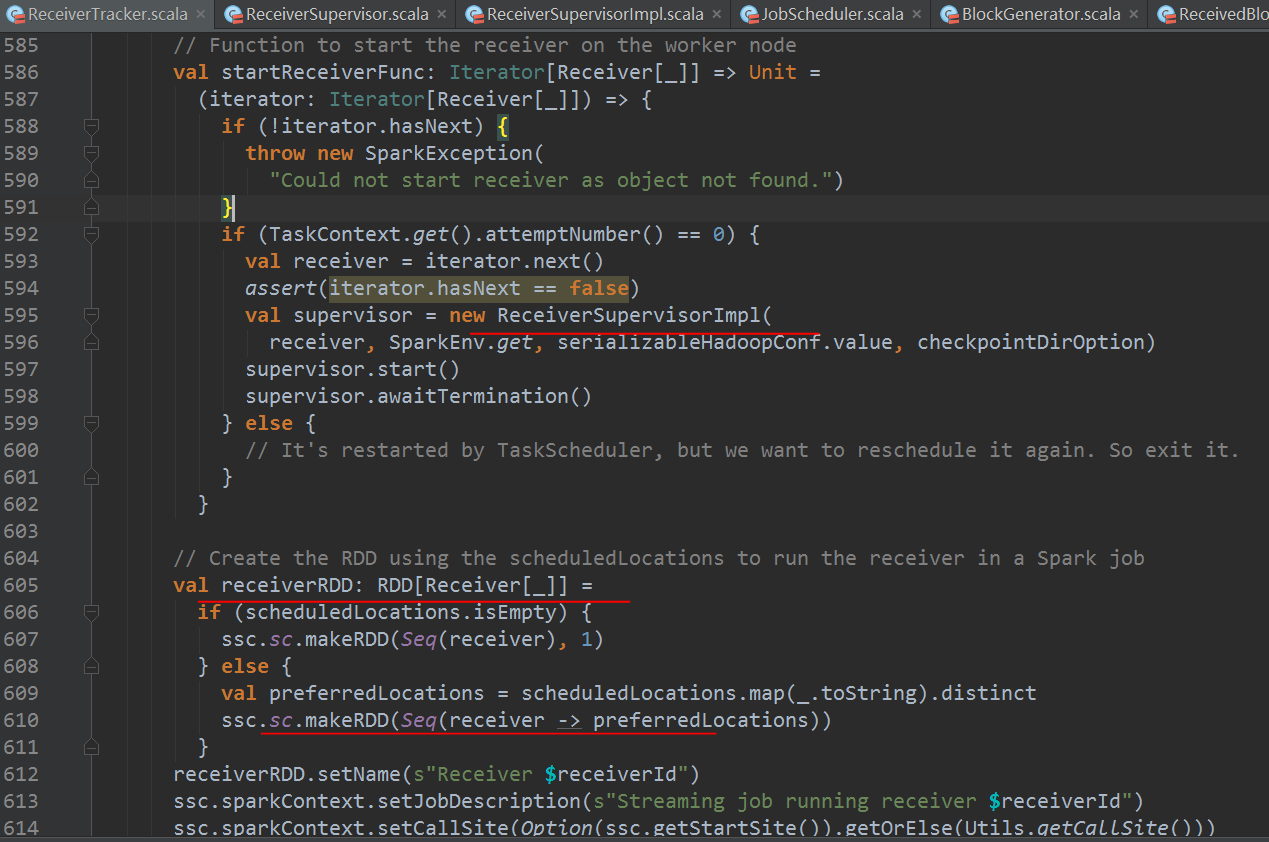 ReceiverTracker.scala × ReceiverSupervisor.scala × ReceiverSupervisorImpl.scala × JobScheduler.scala × BlockGenerator.scala × ReceivedBlo
585 // Function to start the receiver on the worker node
586 val startReceiverFunc: Iterator[Receiver[_]] => Unit =
587 (iterator: Iterator[Receiver[_]]) => {
588 if (!iterator.hasNext) {
589 throw new SparkException(
590 "Could not start receiver as object not found.")
591 }
592 if (TaskContext.get().attemptNumber() == 0) {
593 val receiver = iterator.next()
594 assert(iterator.hasNext == false)
595 val supervisor = new ReceiverSupervisorImpl(
596 receiver, SparkEnv.get, serializableHadoopConf.value, checkpointDirOption)
597 supervisor.start()
598 supervisor.awaitTermination()
599 } else {
600 // It's restarted by TaskScheduler, but we want to reschedule it again. So exit it.
601 }
602 }
603
604 // Create the RDD using the scheduledLocations to run the receiver in a Spark job
605 val receiverRDD: RDD[Receiver[_]] =
606 if (scheduledLocations.isEmpty) {
607 ssc.sc.makeRDD(Seq(receiver), 1)
608 } else {
609 val preferredLocations = scheduledLocations.map(_.toString).distinct
610 ssc.sc.makeRDD(Seq(receiver -> preferredLocations))
611 }
612 receiverRDD.setName(s"Receiver $receiverId")
613 ssc.sparkContext.setJobDescription(s"Streaming job running receiver $receiverId")
614 ssc.sparkContext.setCallSite(Option(ssc.getStartSite()).getOrElse(Utils.getCallSite()))